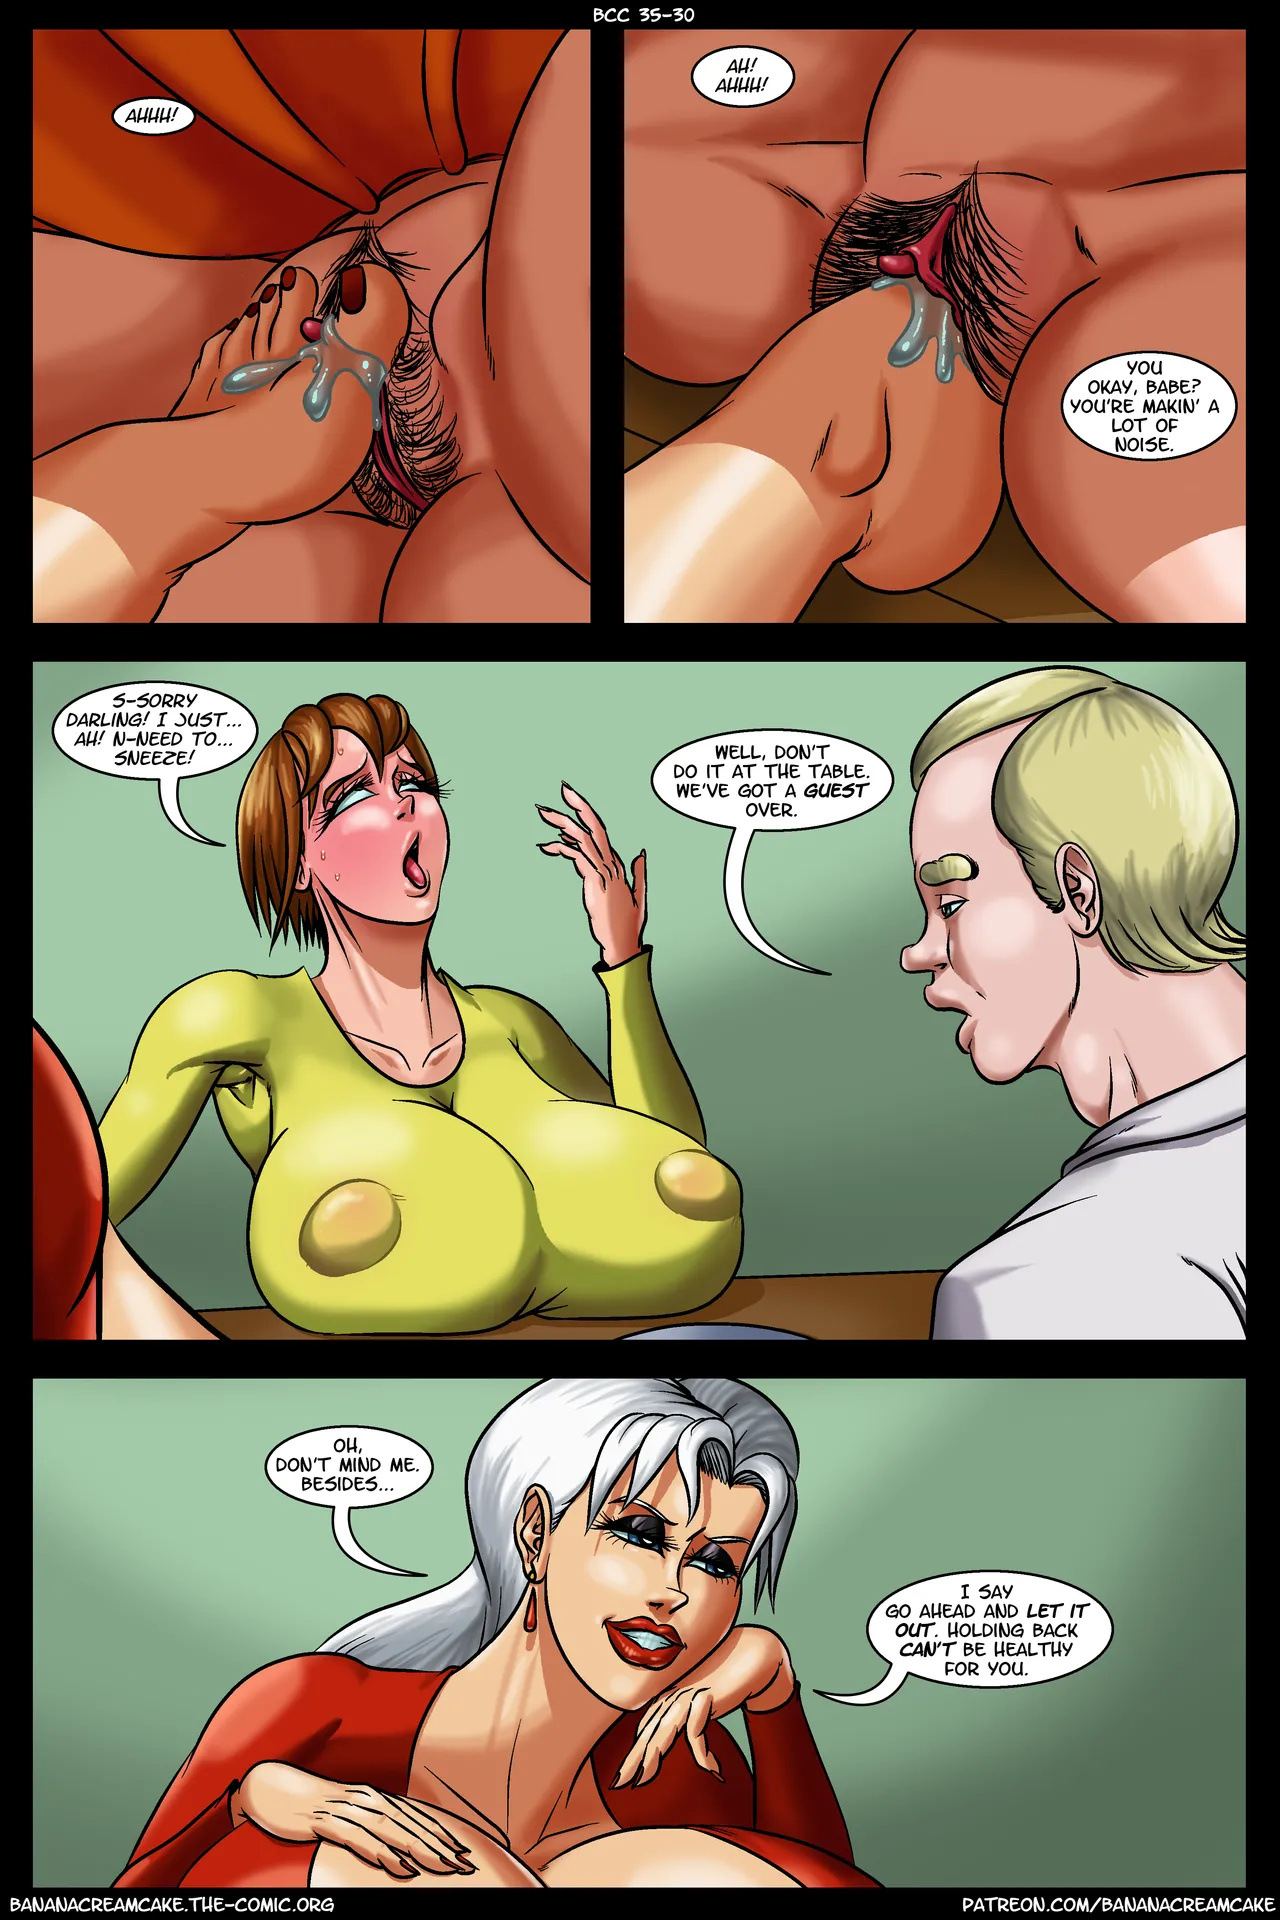 BCC 35-30
AHHH!
AH!
AHHH!
YOU
OKAY, BABE?
YOU'RE MAKIN' A
LOT OF
NOISE.
S-SORRY
DARLING! I JUST...
AH! N-NEED TO...
SNEEZE!
WELL, DON'T
DO IT AT THE TABLE.
WE'VE GOT A GUEST
OVER.
OH,
DON'T MIND ME.
BESIDES...
I SAY
GO AHEAD AND LET IT
OUT. HOLDING BACK
CAN'T BE HEALTHY
FOR YOU.
BANANACREAMCAKE.THE-COMIC.ORG
PATREON.COM/BANANACREAMCAKE